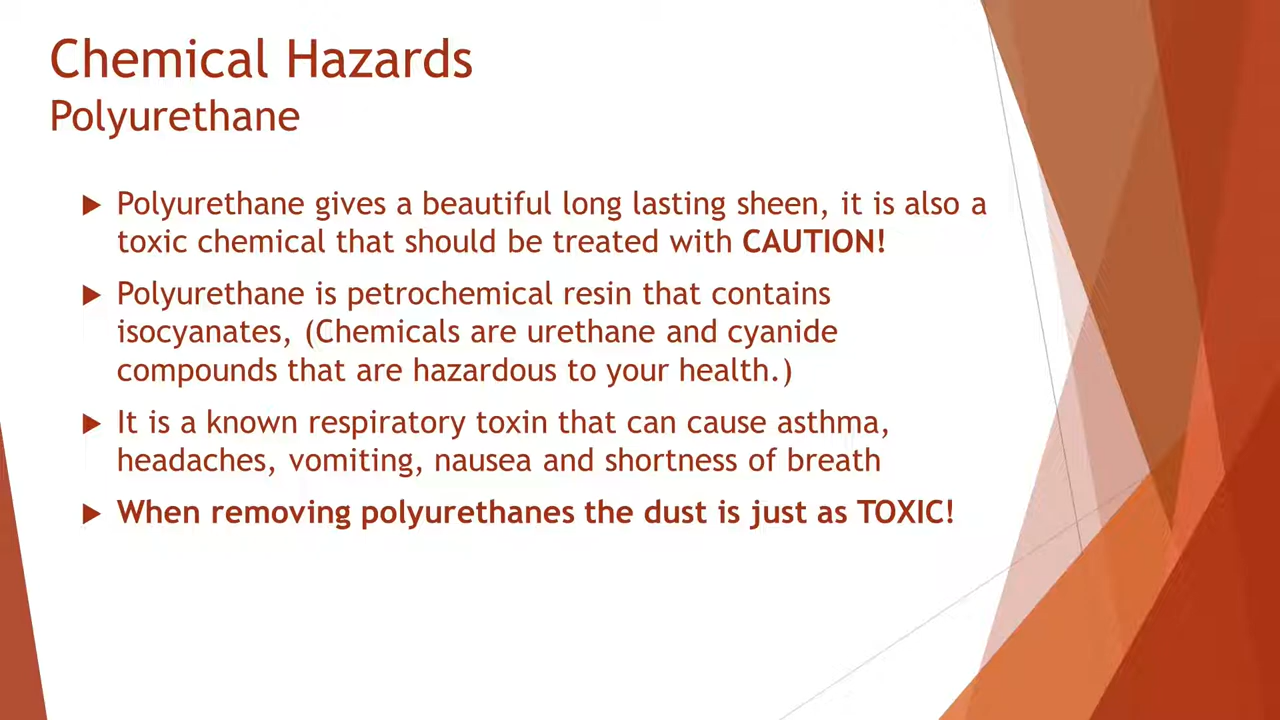 Chemical Hazards
Polyurethane
Polyurethane gives a beautiful long lasting sheen, it is also a
toxic chemical that should be treated with CAUTION!
Polyurethane is petrochemical resin that contains
isocyanates, (Chemicals are urethane and cyanide
compounds that are hazardous to your health.)
It is a known respiratory toxin that can cause asthma,
headaches, vomiting, nausea and shortness of breath
When removing polyurethanes the dust is just as TOXIC!